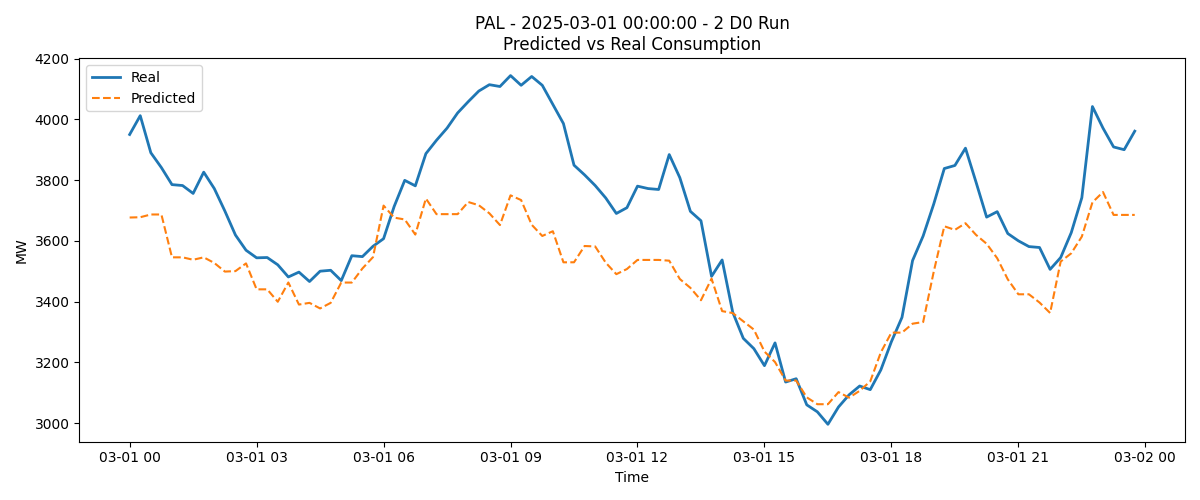 PAL - 2025-03-01 00:00:00 - 2 D0 Run
Predicted vs Real Consumption
Real
Predicted
MW
4200
4000
3800
3600
3400
3200
3000
03-01 00
03-01 03
03-01 06
03-01 09
03-01 12
03-01 15
03-01 18
03-01 21
03-02 00
Time